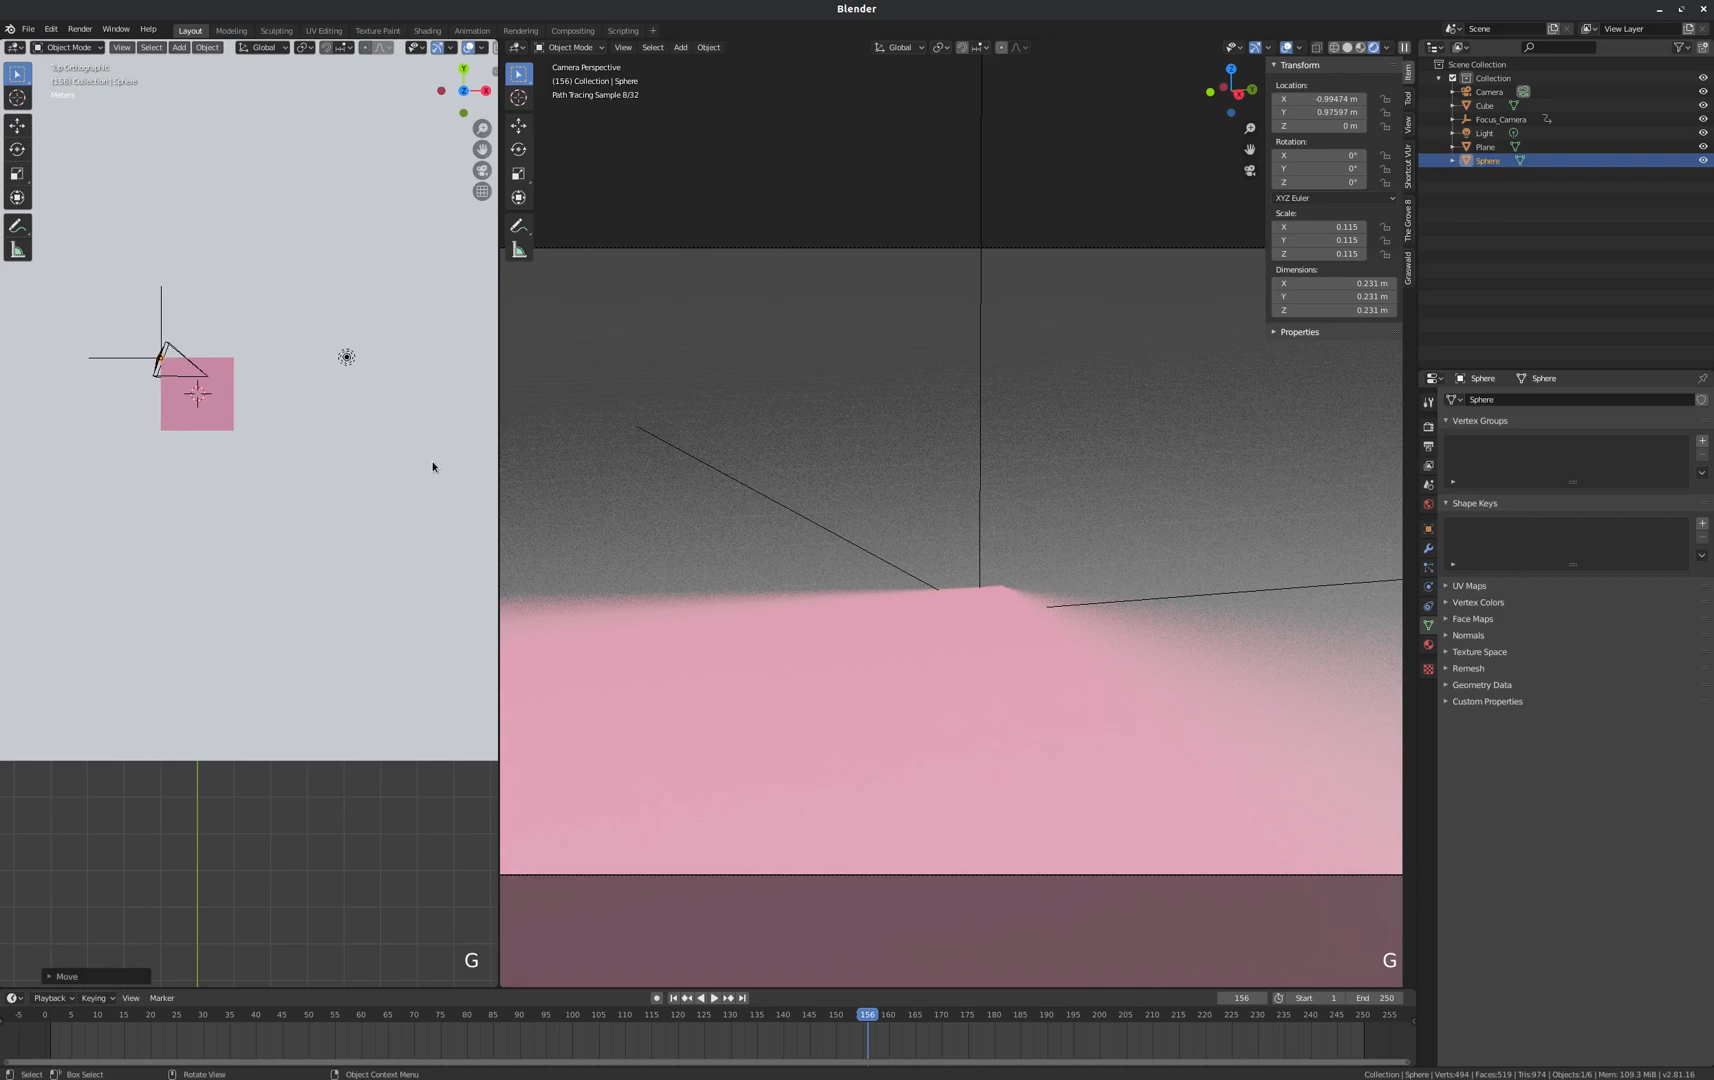 Blender
File Edit Render Window Help Layout Modeling Sculpting UV Editing Texture Paint Shading Animation Rendering Compositing Scripting +
Scene View Layer
Object Mode View Select Add Object Global
Object Mode View Select Add Object Global
Top Orthographic
(156) Collection | Sphere
Meters
Y
Z
X
Camera Perspective
(156) Collection | Sphere
Path Tracing Sample 8/32
Z
Y
X
Transform
Location:
X -0.99474 m
Y 0.97597 m
Z 0 m
Rotation:
X 0°
Y 0°
Z 0°
XYZ Euler
Scale:
X 0.115
Y 0.115
Z 0.115
Dimensions:
X 0.231 m
Y 0.231 m
Z 0.231 m
Properties
Item
Tool
View
Shortcut VUr
The Grove 8
Graswald
Scene Collection
Collection
Camera
Cube
Focus_Camera
Light
Plane
Sphere
Sphere Sphere
Sphere
Vertex Groups
Shape Keys
UV Maps
Vertex Colors
Face Maps
Normals
Texture Space
Remesh
Geometry Data
Custom Properties
G
G
Move
Playback Keying View Marker
156 Start 1 End 250
-5 0 5 10 15 20 25 30 35 40 45 50 55 60 65 70 75 80 85 90 95 100 105 110 115 120 125 130 135 140 145 150 156 160 165 170 175 180 185 190 195 200 205 210 215 220 225 230 235 240 245 250 255
Select Box Select Rotate View Object Context Menu
Collection | Sphere | Verts:494 | Faces:519 | Tris:974 | Objects:1/6 | Mem: 109.3 MiB | v2.81.16